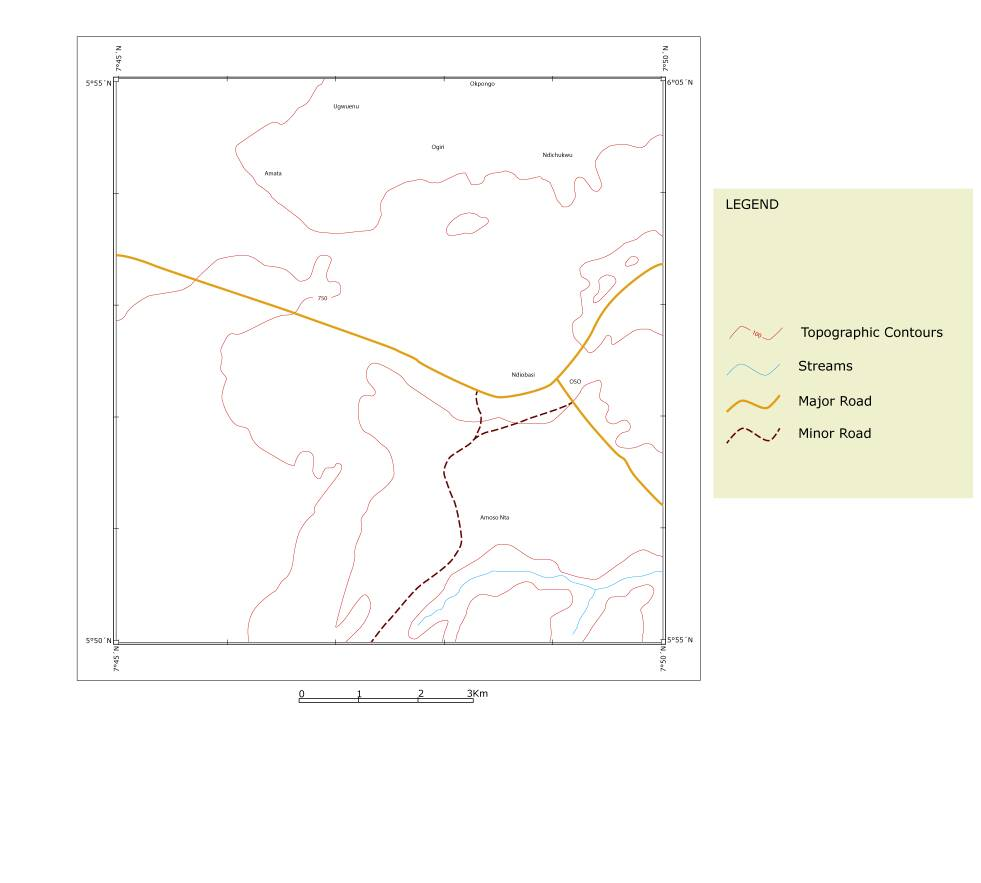 7°45´N
7°50´N
5°55´N
6°05´N
Okpongo
Ugwuenu
Ogiri
Ndichukwu
Amata
LEGEND
750
Topographic Contours
100
Streams
Ndiobasi
OSO
Major Road
Minor Road
Amoso Nta
5°50´N
5°55´N
7°45´N
7°50´N
0 1 2 3Km